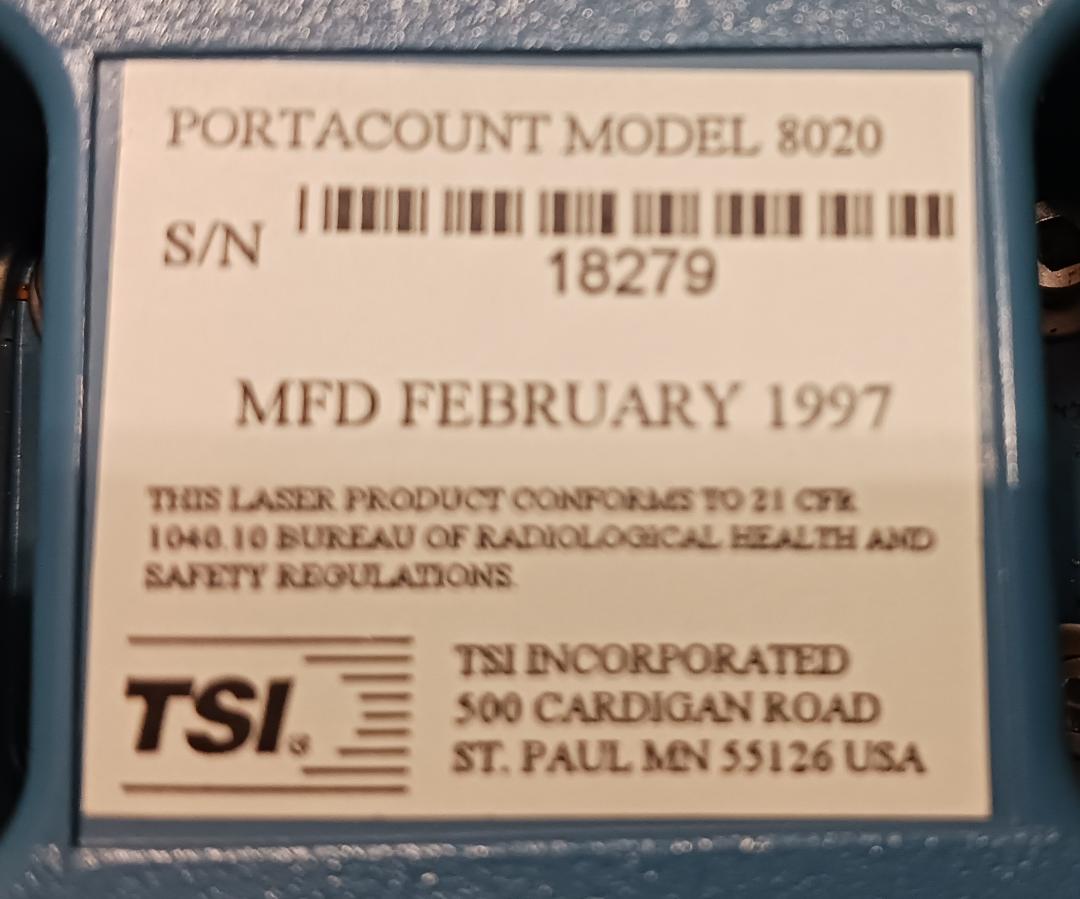 PORTACOUNT MODEL 8020
S/N
18279
MFD FEBRUARY 1997
THIS LASER PRODUCT CONFORMS TO 21 CFR
1040.10 BUREAU OF RADIOLOGICAL HEALTH AND
SAFETY REGULATIONS.
TSI®
TSI INCORPORATED
500 CARDIGAN ROAD
ST. PAUL MN 55126 USA